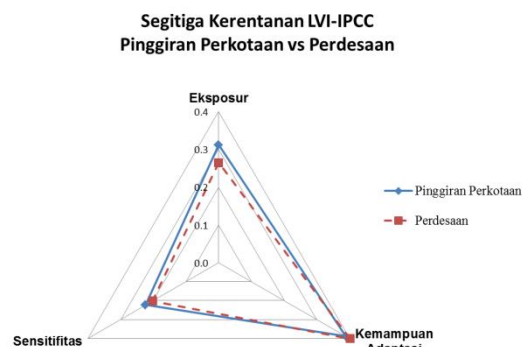 Segitiga Kerentanan LVI-IPCC
Pinggiran Perkotaan vs Perdesaan
Eksposur
0.4
0.3
0.2
0.1
0.0
Pinggiran Perkotaan
Perdesaan
Sensitifitas
Kemampuan
Adaptasi